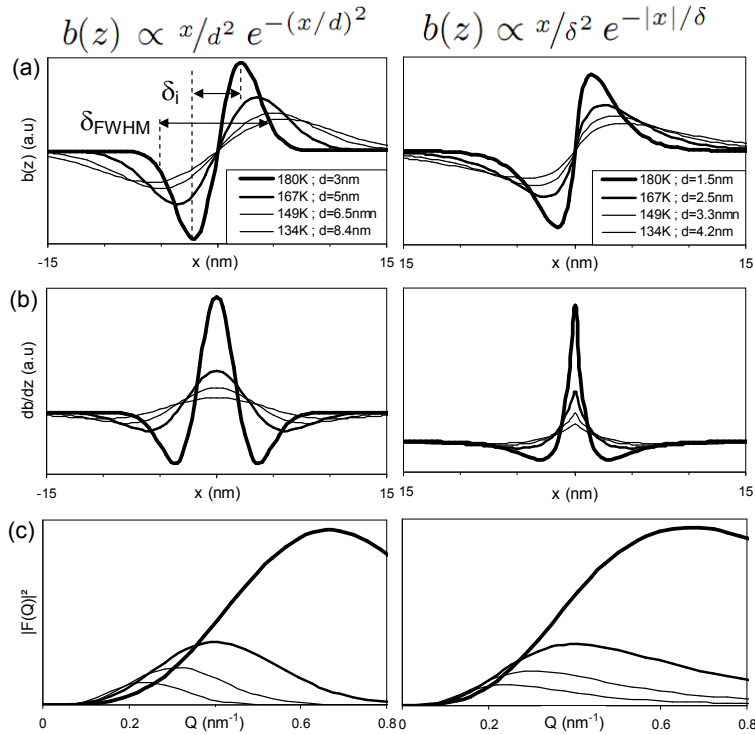 b(z) ∝ x/d² e^-(x/d)²
b(z) ∝ x/δ² e^-|x|/δ
(a)
b(z) (a.u)
δi
δFWHM
180K ; d=3nm
167K ; d=5nm
149K ; d=6.5nmn
134K ; d=8.4nm
-15
x (nm)
15
180K ; d=1.5nm
167K ; d=2.5nm
149K ; d=3.3nmn
134K ; d=4.2nm
x (nm)
15
(b)
db/dz (a.u)
-15
x (nm)
15
x (nm)
15
(c)
|F(Q)|²
0
0.2
Q (nm⁻¹)
0.6
0.8
0
0.2
Q (nm⁻¹)
0.6
0.8